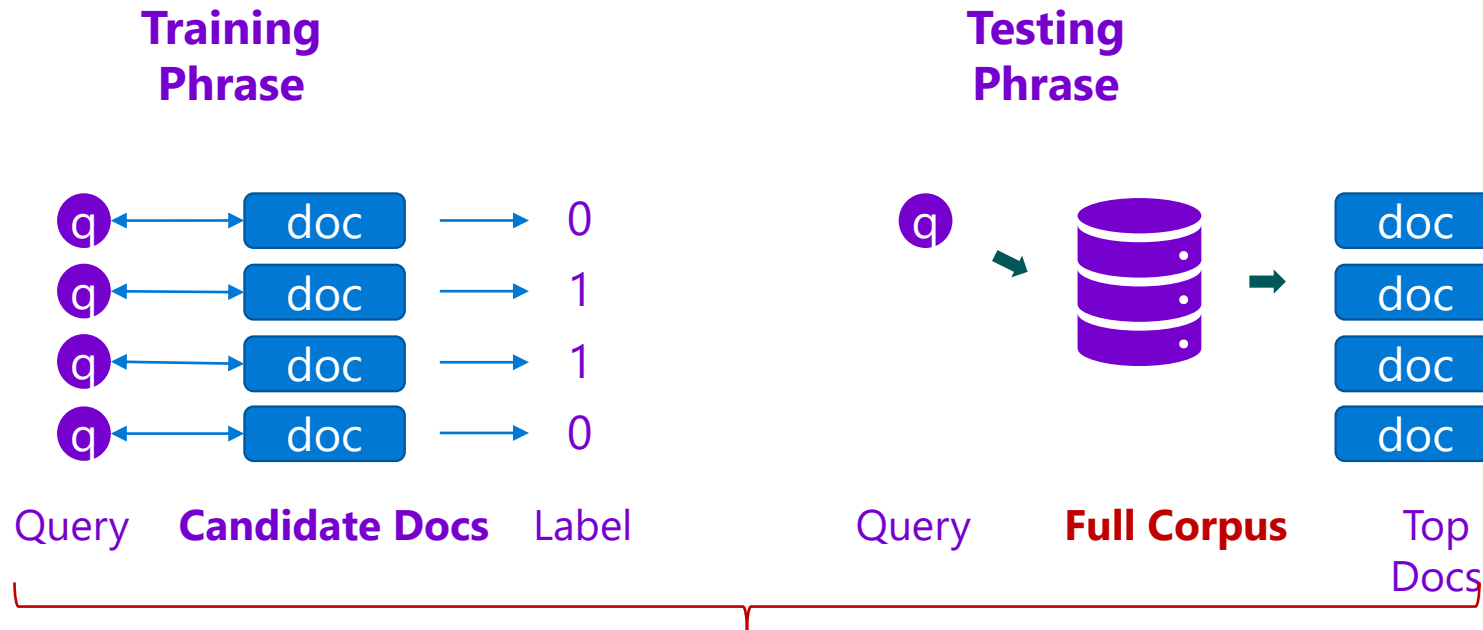 Training
Phrase
Testing
Phrase
q doc 0
q doc 1
q doc 1
q doc 0
q doc
doc
doc
doc
Query Candidate Docs Label
Query Full Corpus Top
Docs